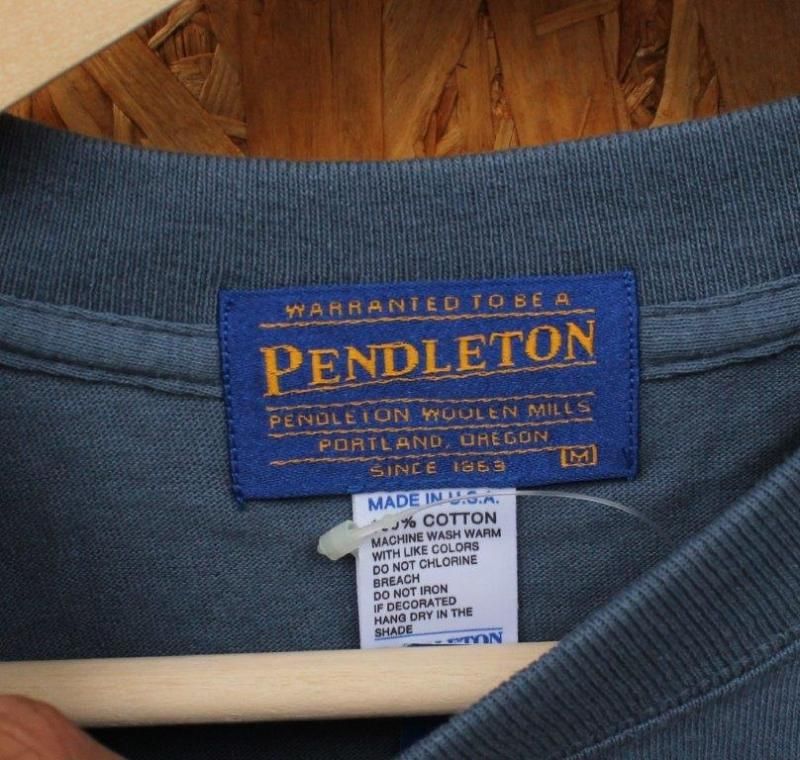 WARRANTED TO BE A
PENDLETON
PENDLETON WOOLEN MILLS
PORTLAND, OREGON
SINCE 1863
M
MADE IN U.S.A.
COTTON
MACHINE WASH WARM
WITH LIKE COLORS
DO NOT CHLORINE
BREACH
DO NOT IRON
IF DECORATED
HANG DRY IN THE
SHADE